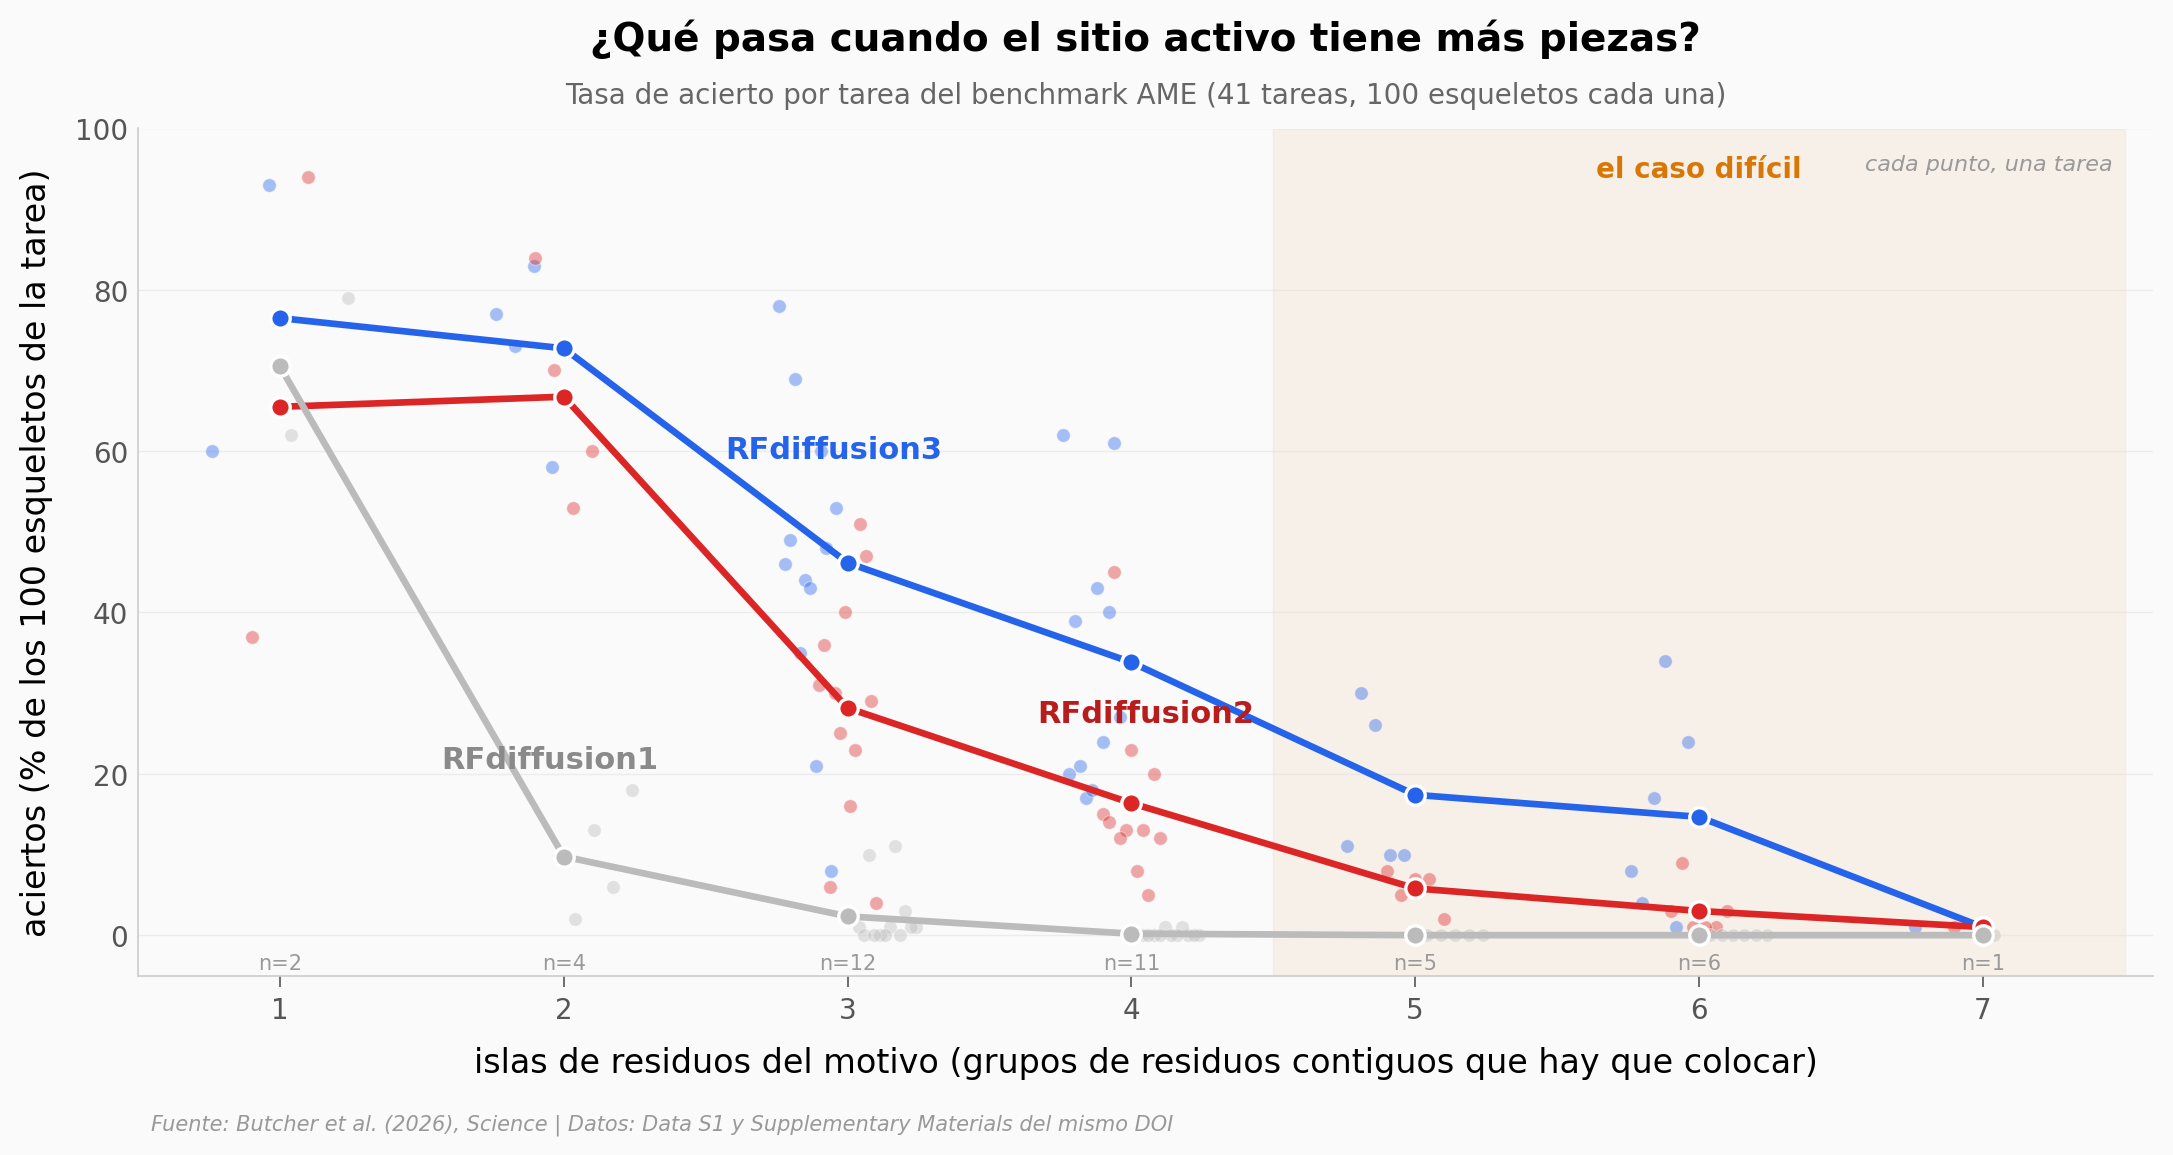 ¿Qué pasa cuando el sitio activo tiene más piezas?
Tasa de acierto por tarea del benchmark AME (41 tareas, 100 esqueletos cada una)
aciertos (% de los 100 esqueletos de la tarea)
100
80
60
40
20
0
el caso difícil
cada punto, una tarea
RFdiffusion3
RFdiffusion2
RFdiffusion1
n=2 n=4 n=12 n=11 n=5 n=6 n=1
1 2 3 4 5 6 7
islas de residuos del motivo (grupos de residuos contiguos que hay que colocar)
Fuente: Butcher et al. (2026), Science | Datos: Data S1 y Supplementary Materials del mismo DOI